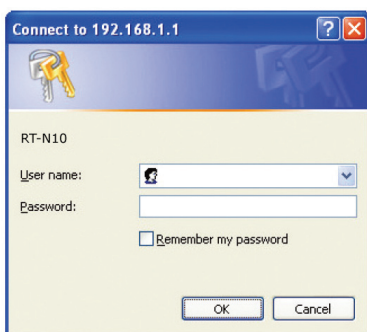 Connect to 192.168.1.1
RT-N10
User name:
Password:
Remember my password
OK
Cancel